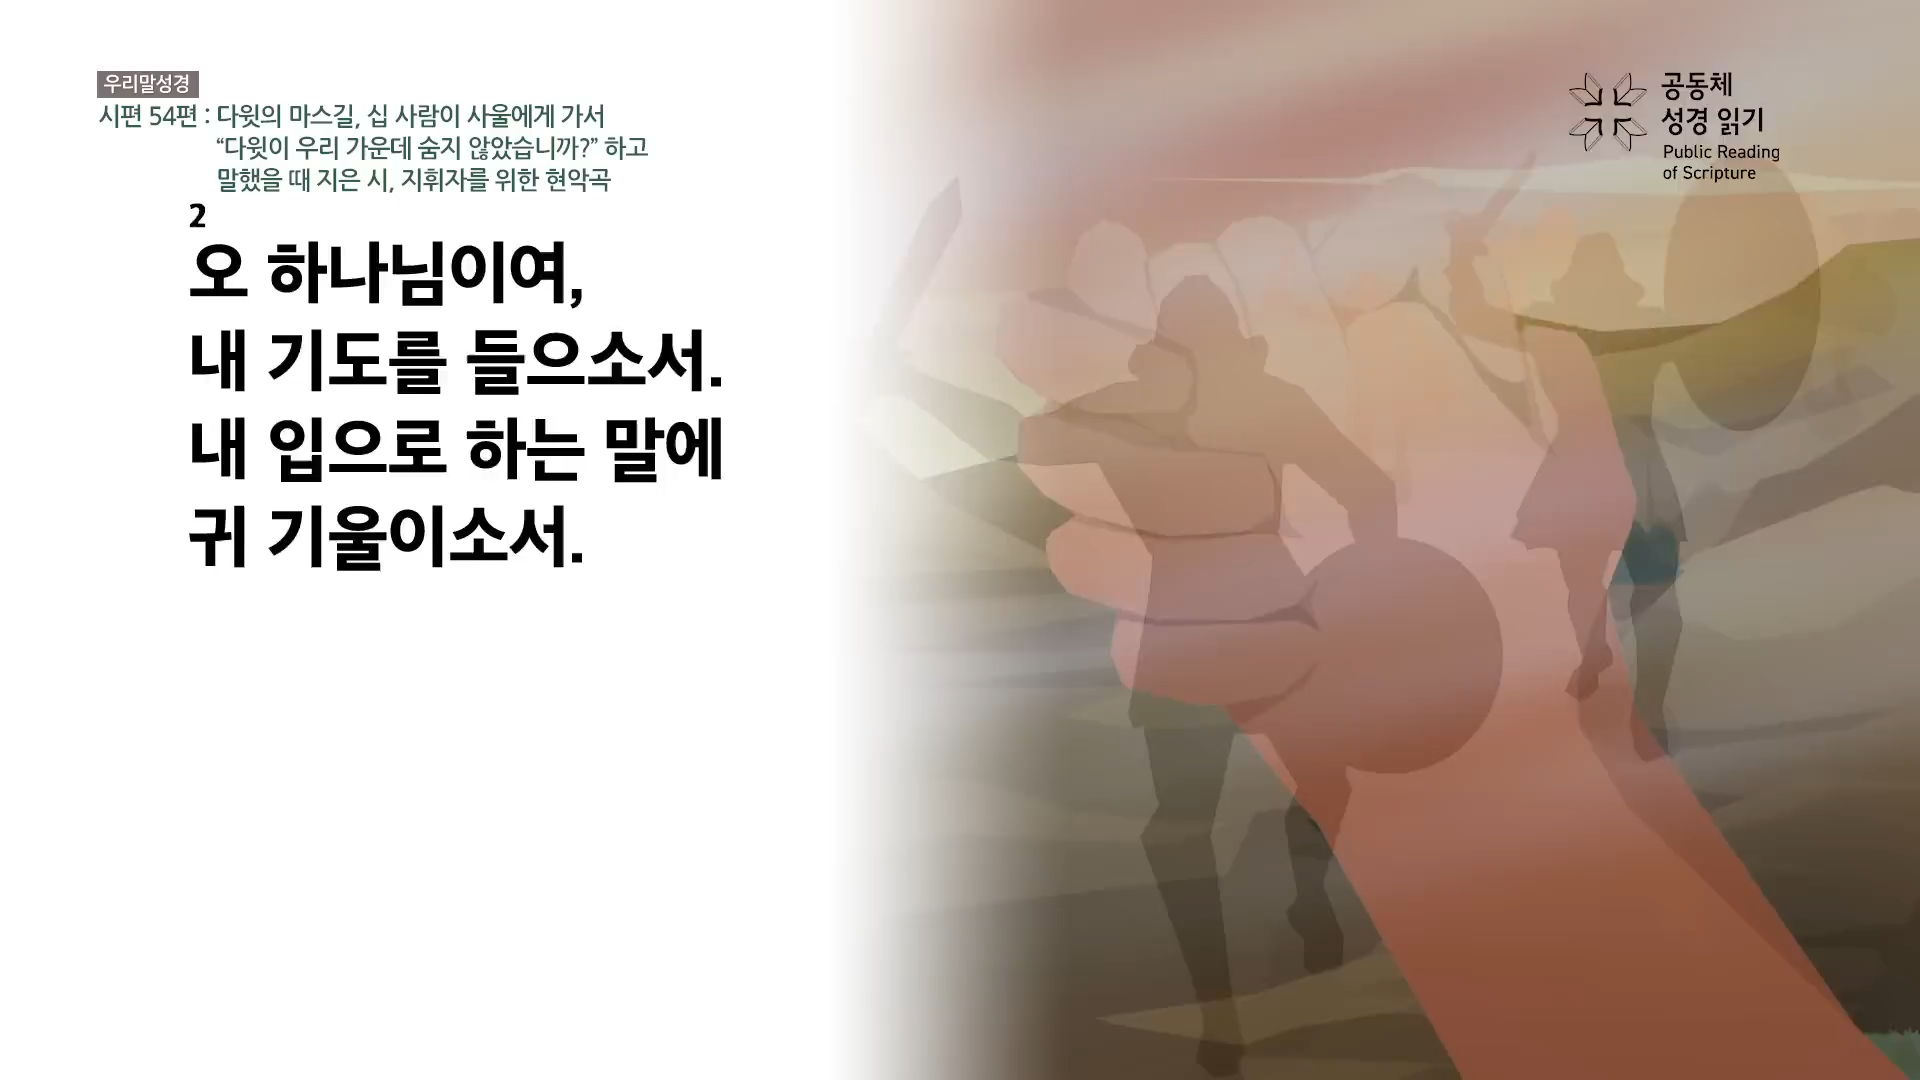 우리말성경
시편 54편 : 다윗의 마스길, 십 사람이 사울에게 가서
“다윗이 우리 가운데 숨지 않았습니까?” 하고
말했을 때 지은 시, 지휘자를 위한 현악곡
2
오 하나님이여,
내 기도를 들으소서.
내 입으로 하는 말에
귀 기울이소서.
공동체
성경 읽기
Public Reading
of Scripture